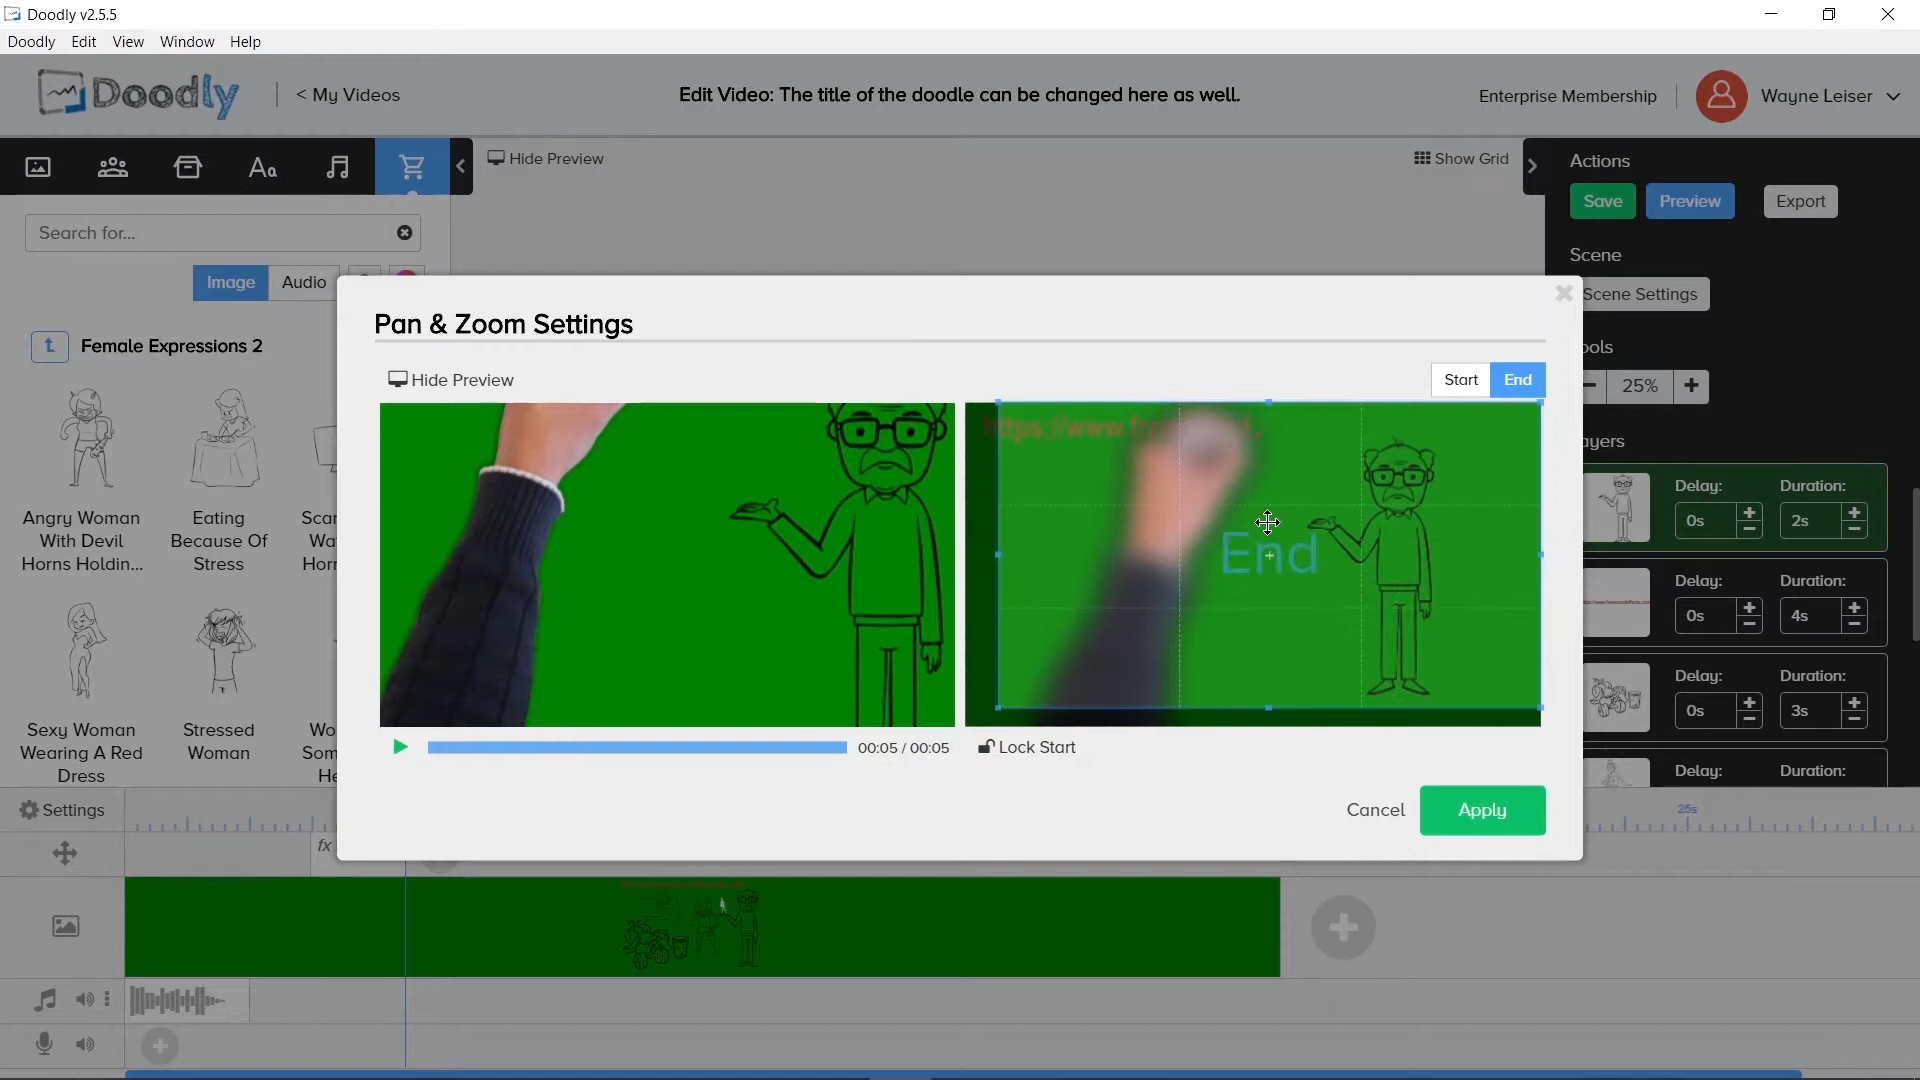 Doodly v2.5.5
Doodly Edit View Window Help
Doodly
< My Videos
Edit Video: The title of the doodle can be changed here as well.
Enterprise Membership
Wayne Leiser
Aa
Hide Preview
Show Grid
Actions
Save
Preview
Export
Search for...
Scene
Image
Audio
Scene Settings
Female Expressions 2
Pan & Zoom Settings
ools
25%
Hide Preview
Start
End
ayers
Delay:
Duration:
0s
2s
Angry Woman
With Devil
Horns Holdin...
Eating
Because Of
Stress
End
Delay:
Duration:
0s
4s
Sexy Woman
Wearing A Red
Dress
Stressed
Woman
Delay:
Duration:
0s
3s
00:05 / 00:05
Lock Start
Delay:
Duration:
Settings
Cancel
Apply
25s
fx